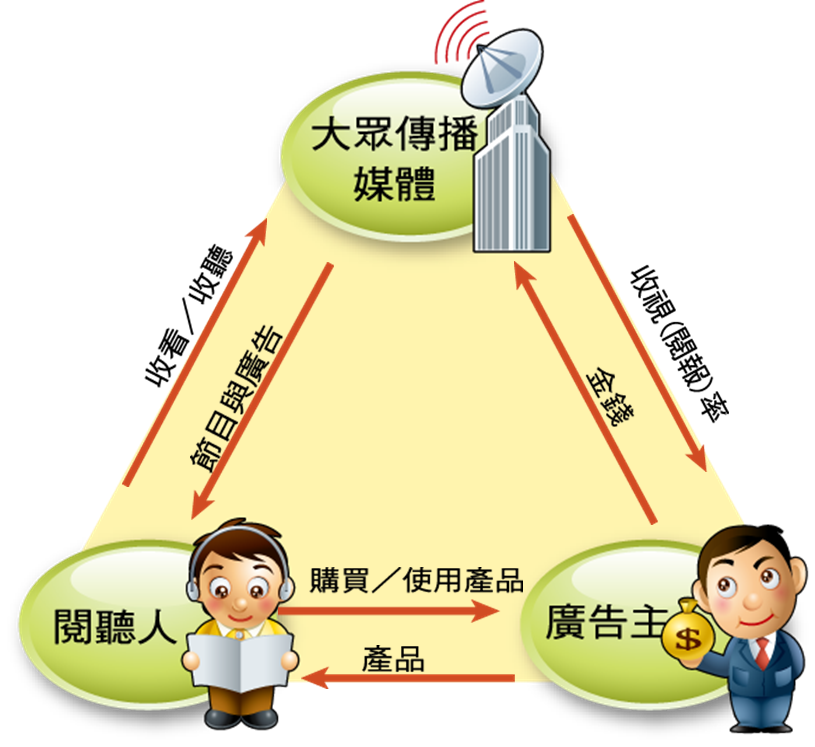 大眾傳播
媒體
收看／收聽
節目與廣告
收視(閱報)率
金錢
閱聽人
購買／使用產品
廣告主
產品
$